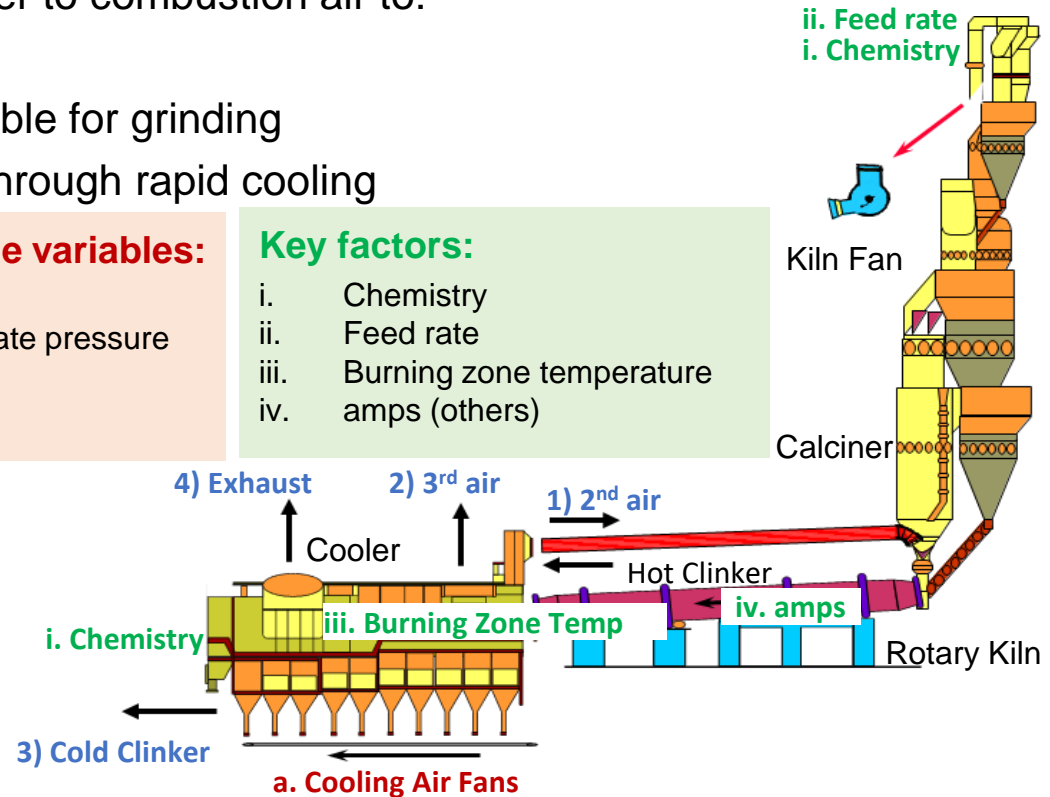 er to combustion air to:
ii. Feed rate
i. Chemistry
ble for grinding
hrough rapid cooling
e variables:
ate pressure
Key factors:
i. Chemistry
ii. Feed rate
iii. Burning zone temperature
iv. amps (others)
Kiln Fan
Calciner
4) Exhaust
2) 3rd air
1) 2nd air
Cooler
Hot Clinker
iii. Burning Zone Temp
iv. amps
i. Chemistry
Rotary Kiln
3) Cold Clinker
a. Cooling Air Fans